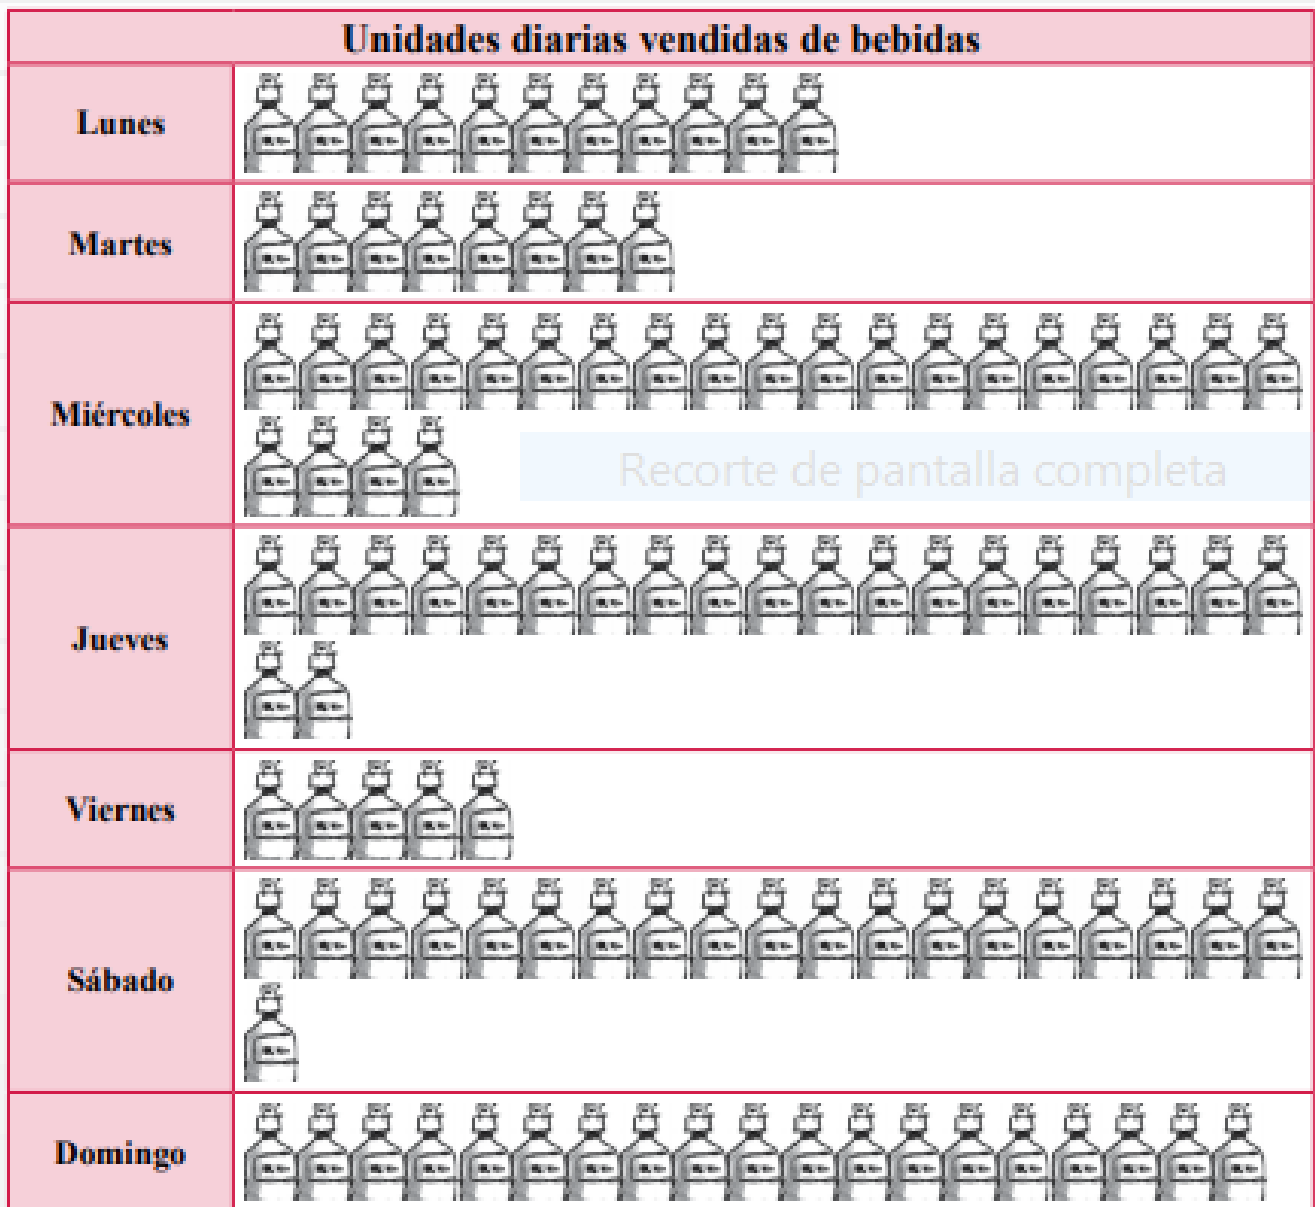 Unidades diarias vendidas de bebidas
Lunes
Martes
Miércoles
Recorte de pantalla completa
Jueves
Viernes
Sábado
Domingo